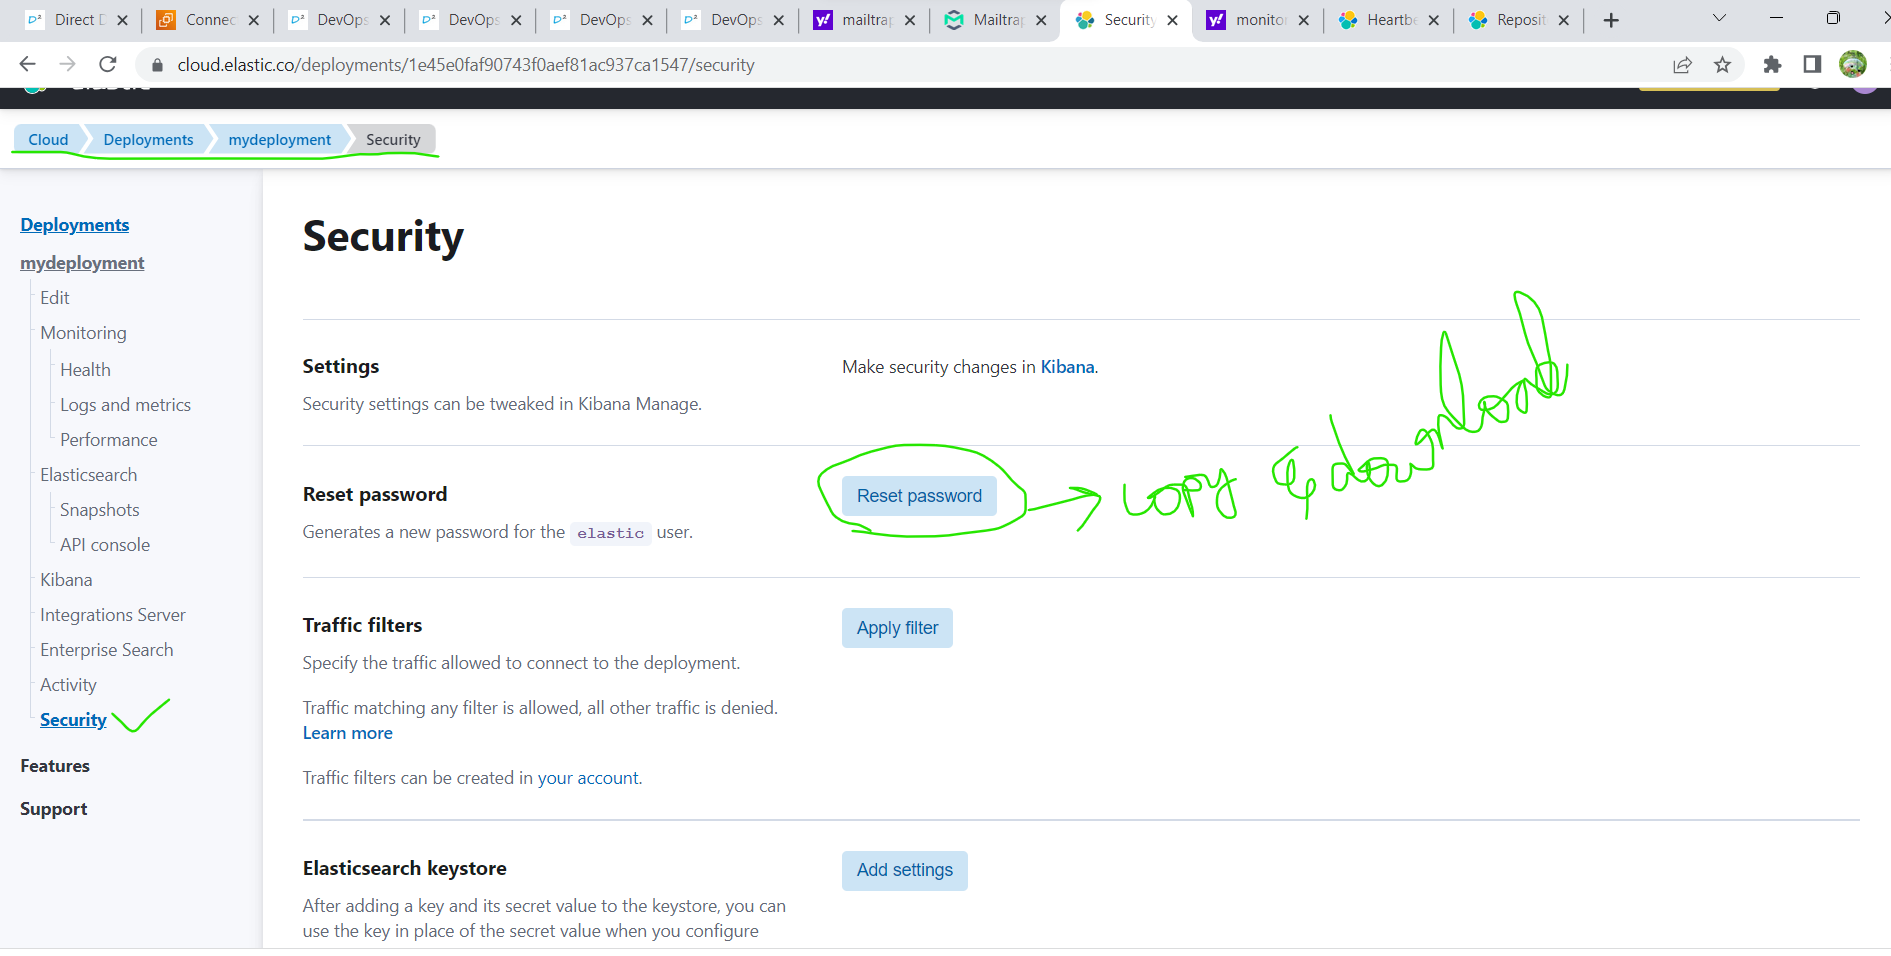 Direct D
Connec
DevOps
DevOps
DevOps
DevOps
mailtrap
Mailtrap
Security
monitor
Heartbe
Reposit
cloud.elastic.co/deployments/1e45e0faf90743f0aef81ac937ca1547/security
Cloud Deployments mydeployment Security
Deployments
mydeployment
Edit
Monitoring
Health
Logs and metrics
Performance
Elasticsearch
Snapshots
API console
Kibana
Integrations Server
Enterprise Search
Activity
Security
Features
Support
Security
Settings
Security settings can be tweaked in Kibana Manage.
Make security changes in Kibana.
Reset password
Generates a new password for the elastic user.
Reset password
copy & download
Traffic filters
Specify the traffic allowed to connect to the deployment.
Traffic matching any filter is allowed, all other traffic is denied.
Learn more
Traffic filters can be created in your account.
Apply filter
Elasticsearch keystore
After adding a key and its secret value to the keystore, you can
use the key in place of the secret value when you configure
Add settings